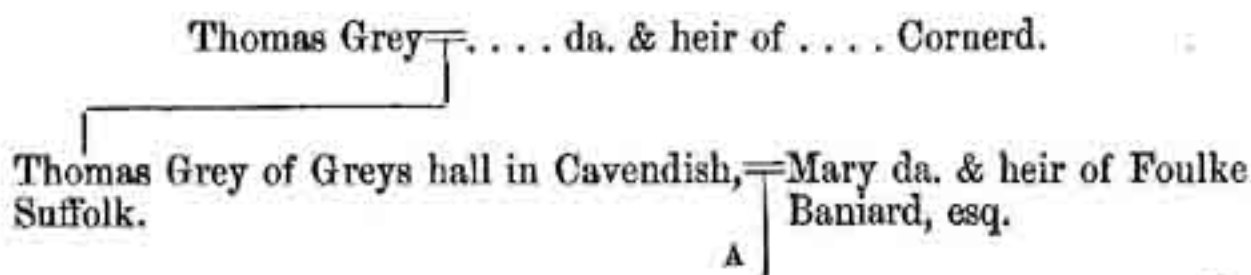 Thomas Grey=.... da. & heir of .... Cornerd.
Thomas Grey of Greys hall in Cavendish,=Mary da. & heir of Foulke
Suffolk. Baniard, esq.
A